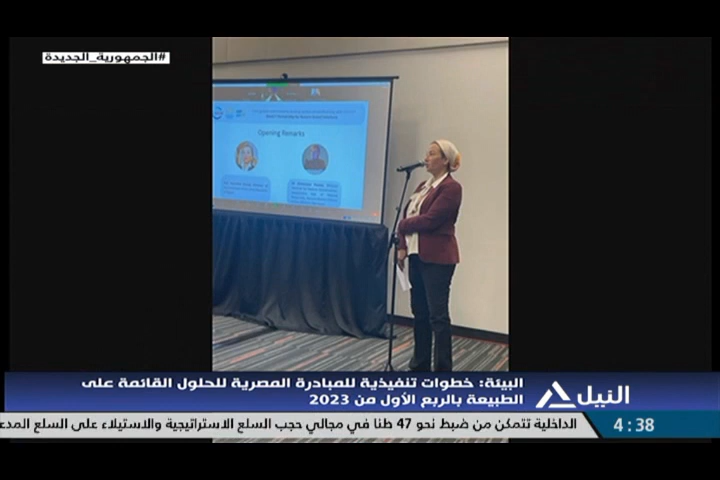 #الجمهورية_الجديدة
Opening Remarks
البيئة: خطوات تنفيذية للمبادرة المصرية للحلول القائمة على
الطبيعة بالربع الأول من 2023
النيل
الداخلية تتمكن من ضبط نحو 47 طنا في مجالي حجب السلع الاستراتيجية والاستيلاء على السلع المدع
4:38